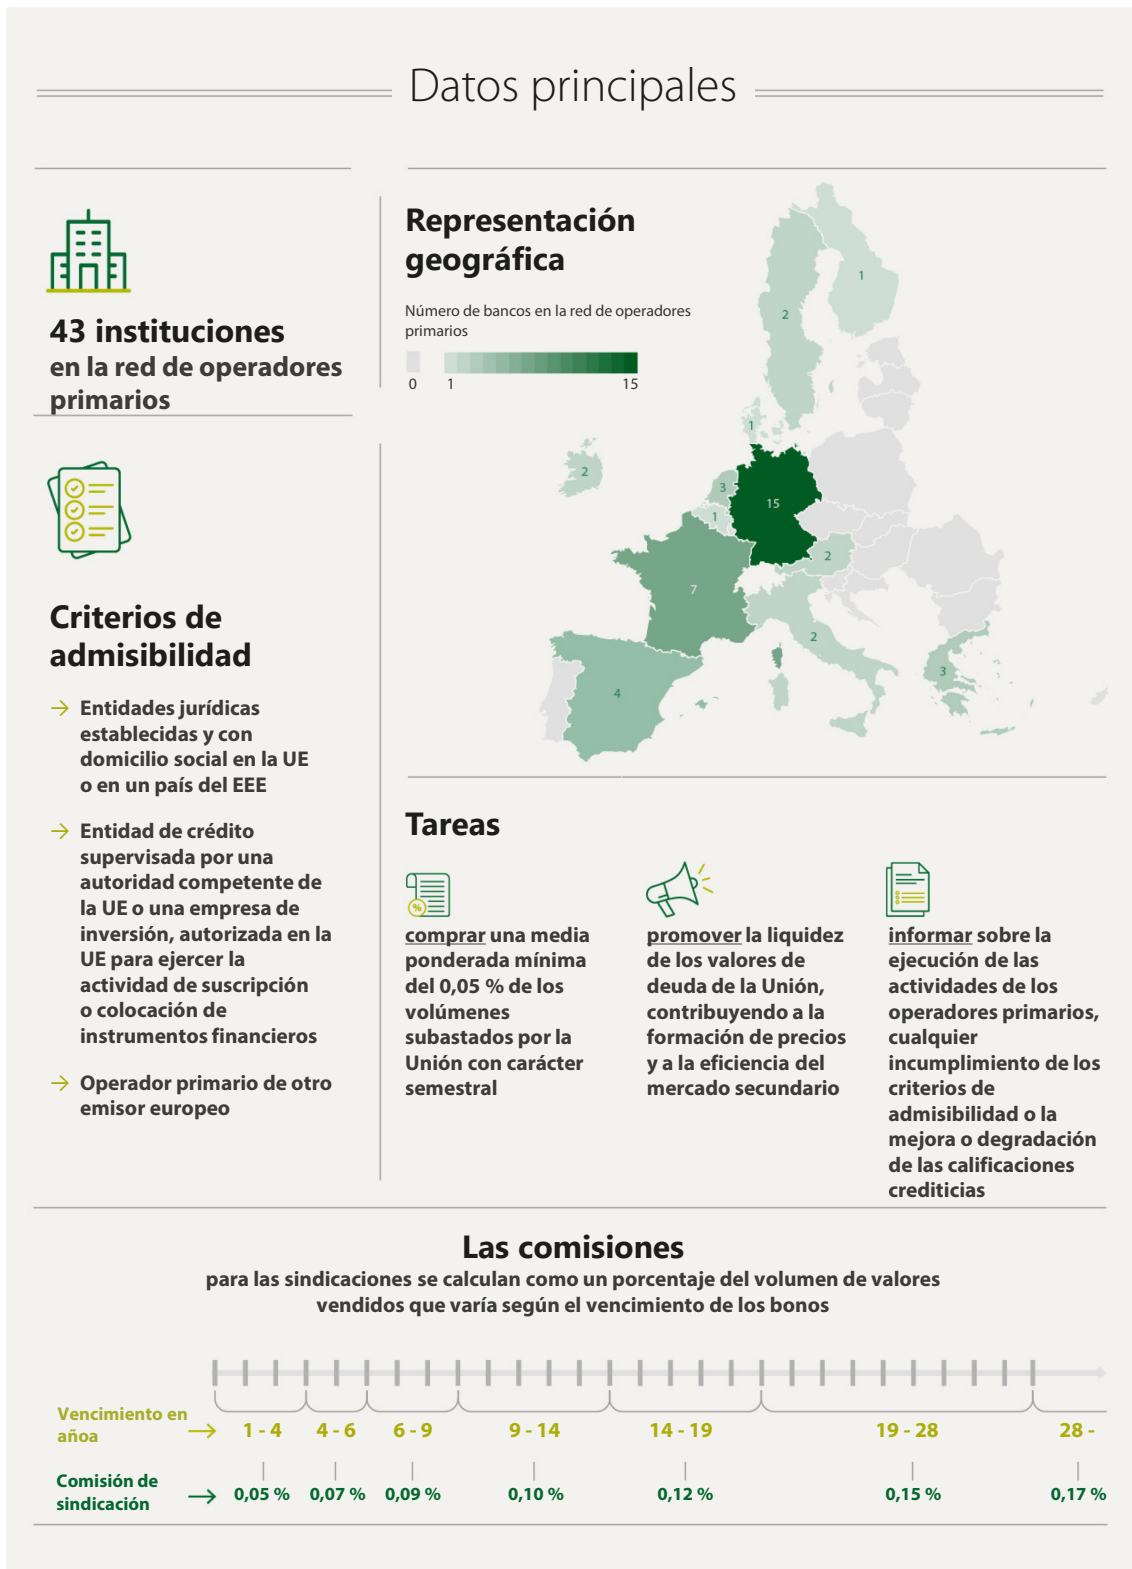 Datos principales
43 instituciones
en la red de operadores
primarios
Criterios de
admisibilidad
Entidades jurídicas
establecidas y con
domicilio social en la UE
o en un país del EEE
Entidad de crédito
supervisada por una
autoridad competente de
la UE o una empresa de
inversión, autorizada en la
UE para ejercer la
actividad de suscripción
o colocación de
instrumentos financieros
Operador primario de otro
emisor europeo
Representación
geográfica
Número de bancos en la red de operadores
primarios
0 1 15
1
2
1
2
3
15
1
2
7
2
3
4
Tareas
%
comprar una media
ponderada mínima
del 0,05 % de los
volúmenes
subastados por la
Unión con carácter
semestral
promover la liquidez
de los valores de
deuda de la Unión,
contribuyendo a la
formación de precios
y a la eficiencia del
mercado secundario
informar sobre la
ejecución de las
actividades de los
operadores primarios,
cualquier
incumplimiento de los
criterios de
admisibilidad o la
mejora o degradación
de las calificaciones
crediticias
Las comisiones
para las sindicaciones se calculan como un porcentaje del volumen de valores
vendidos que varía según el vencimiento de los bonos
Vencimiento en
añoa
1 - 4 4 - 6 6 - 9 9 - 14 14 - 19 19 - 28 28 -
Comisión de
sindicación
0,05 % 0,07 % 0,09 % 0,10 % 0,12 % 0,15 % 0,17 %